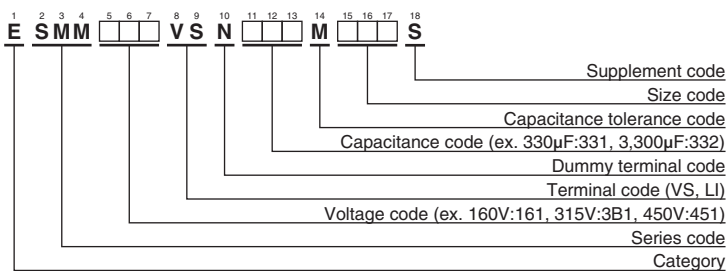 1 2 3 4 5 6 7 8 9 10 11 12 13 14 15 16 17 18
E SMM VS N M S
Supplement code
Size code
Capacitance tolerance code
Capacitance code (ex. 330μF:331, 3,300μF:332)
Dummy terminal code
Terminal code (VS, LI)
Voltage code (ex. 160V:161, 315V:3B1, 450V:451)
Series code
Category